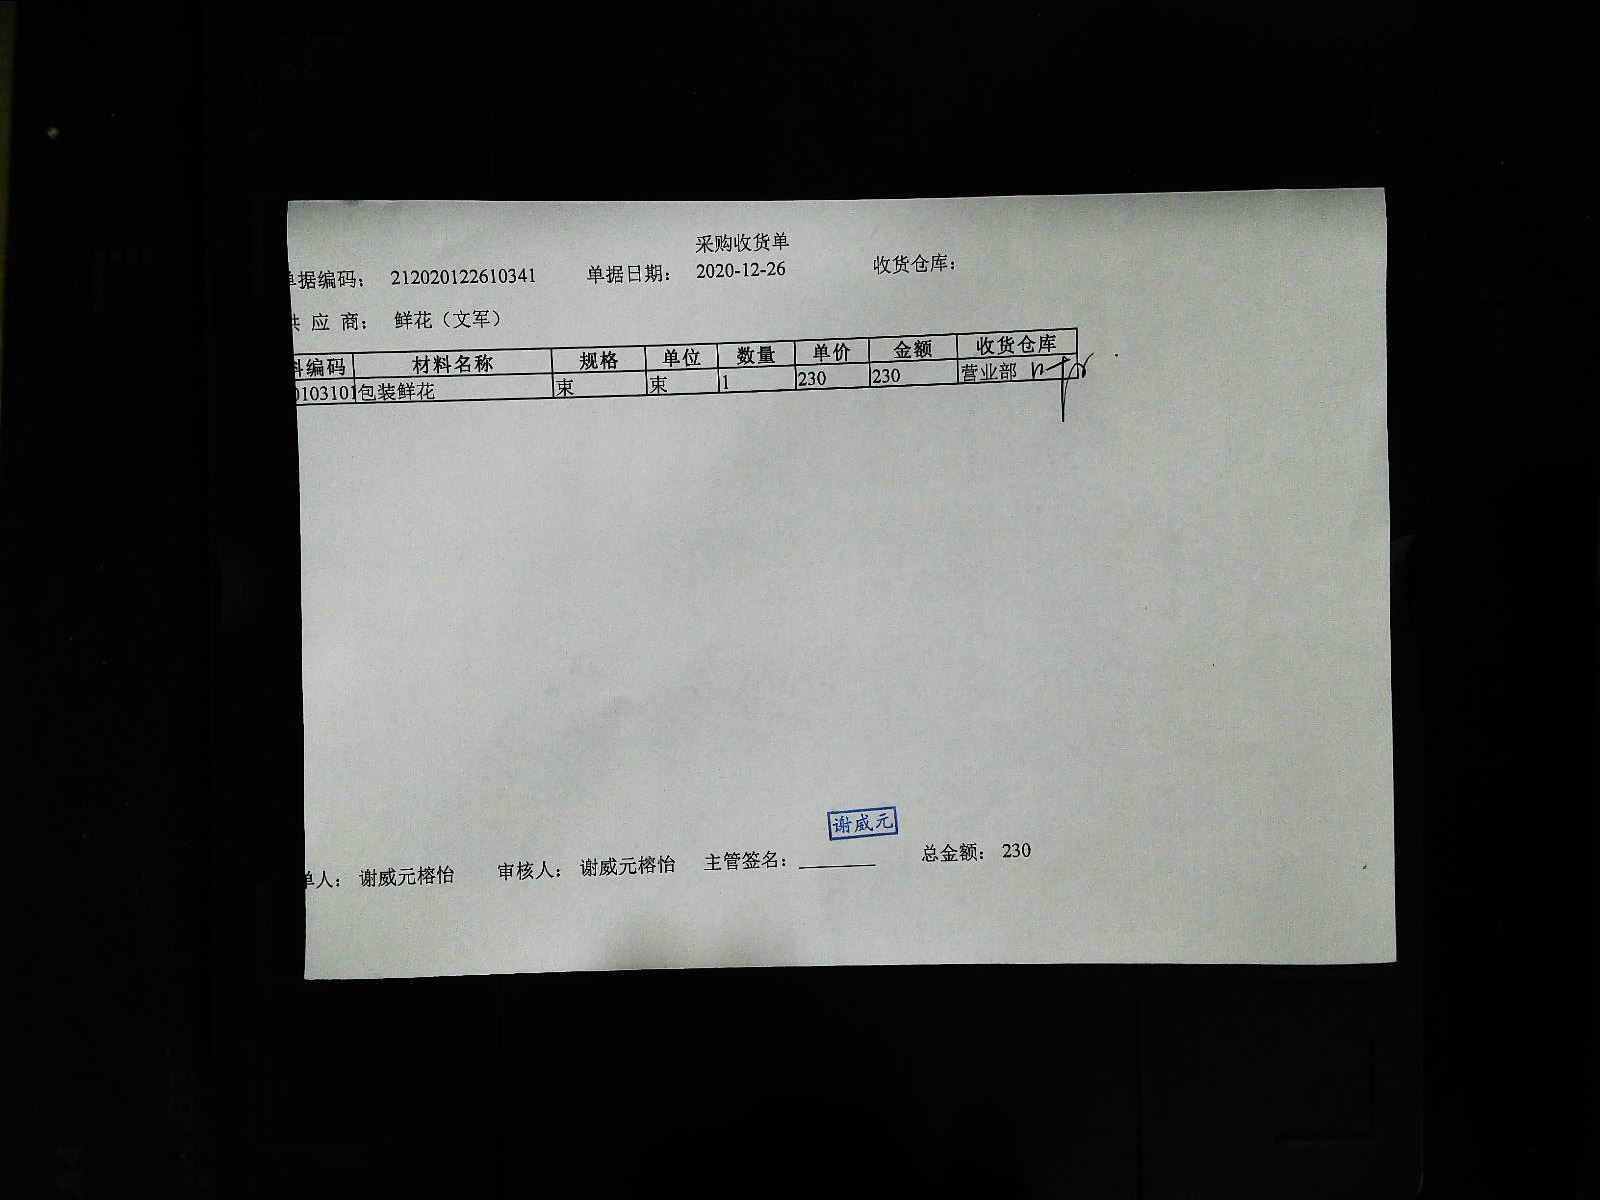 采购收货单
单据编码： 212020122610341 单据日期： 2020-12-26 收货仓库：
供 应 商： 鲜花（文军）
料编码 材料名称 规格 单位 数量 单价 金额 收货仓库
0103101 包装鲜花 束 束 1 230 230 营业部
谢威元
单人： 谢威元榕怡 审核人： 谢威元榕怡 主管签名： 总金额： 230